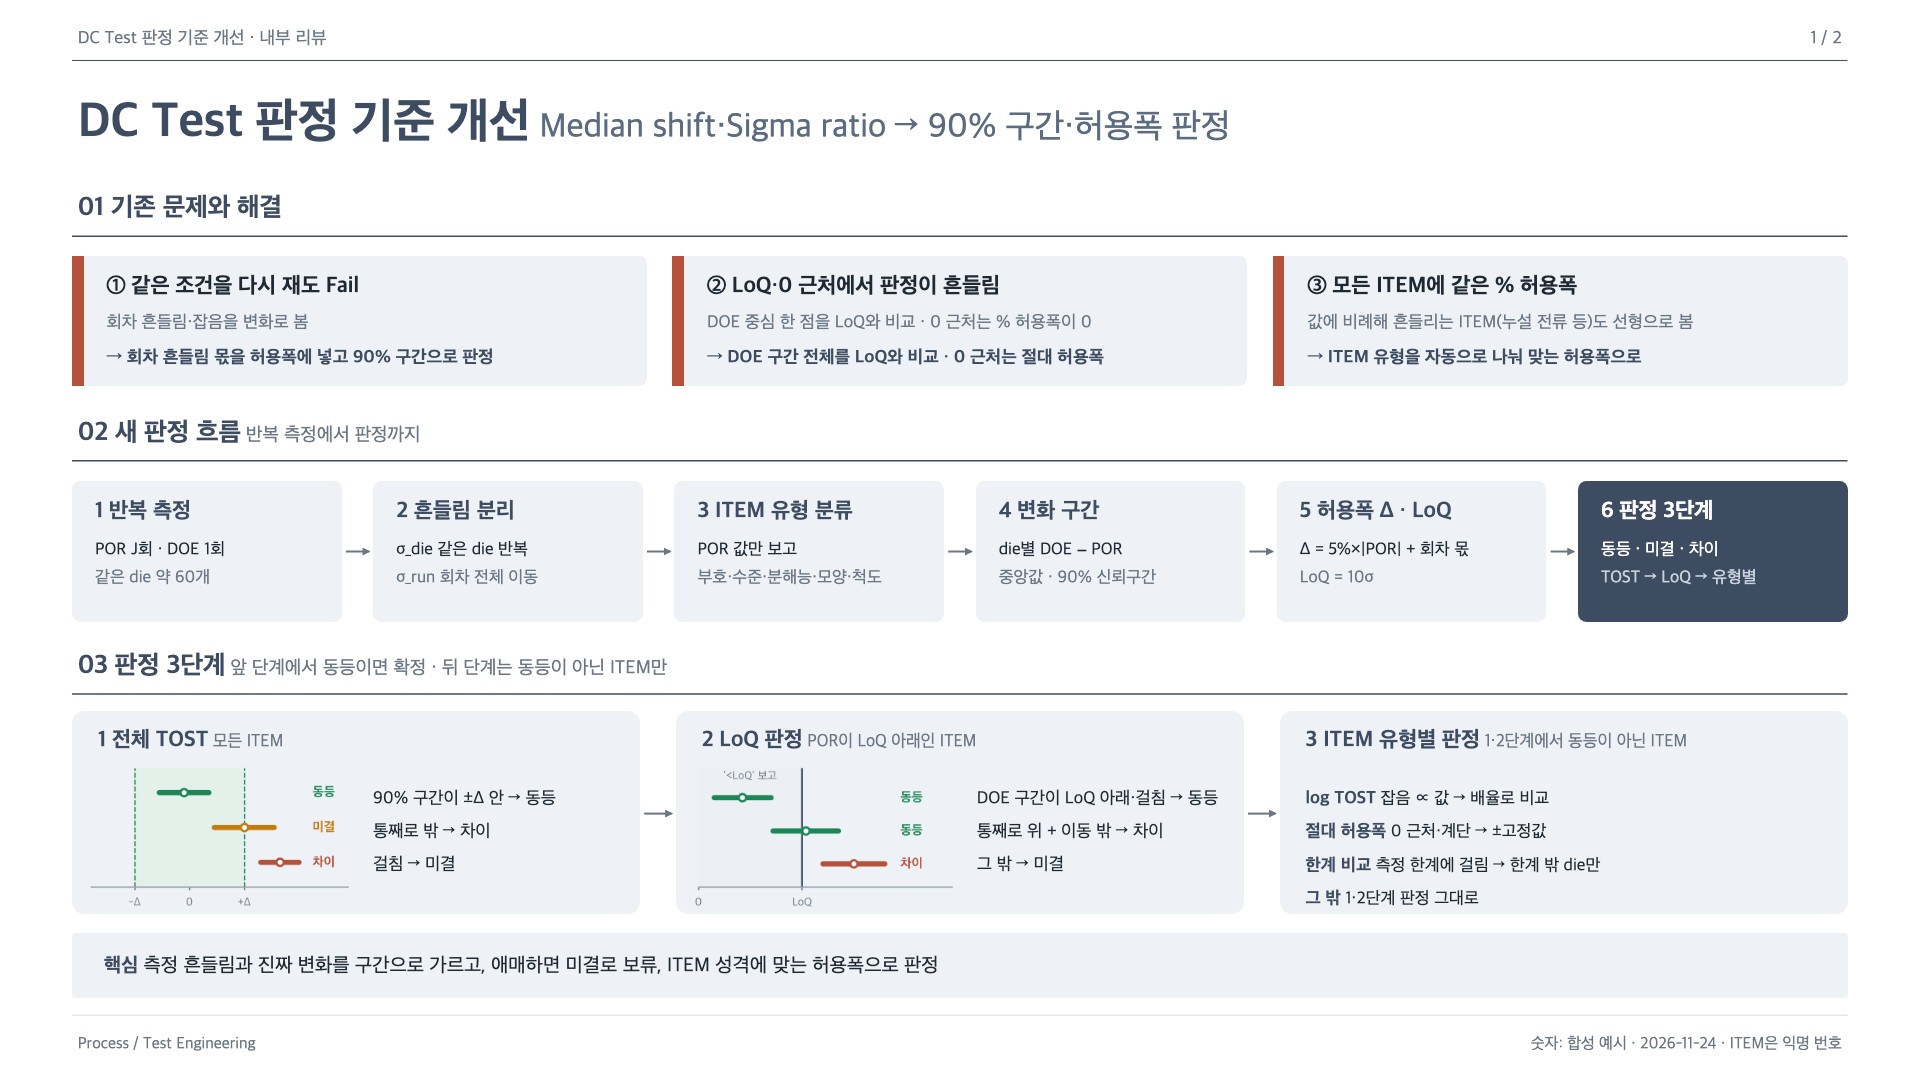 DC Test 판정 기준 개선 · 내부 리뷰
1 / 2
DC Test 판정 기준 개선 Median shift·Sigma ratio → 90% 구간·허용폭 판정
01 기존 문제와 해결
① 같은 조건을 다시 재도 Fail
회차 흔들림·잡음을 변화로 봄
→ 회차 흔들림 몫을 허용폭에 넣고 90% 구간으로 판정
② LoQ·0 근처에서 판정이 흔들림
DOE 중심 한 점을 LoQ와 비교 · 0 근처는 % 허용폭이 0
→ DOE 구간 전체를 LoQ와 비교 · 0 근처는 절대 허용폭
③ 모든 ITEM에 같은 % 허용폭
값에 비례해 흔들리는 ITEM(누설 전류 등)도 선형으로 봄
→ ITEM 유형을 자동으로 나눠 맞는 허용폭으로
02 새 판정 흐름 반복 측정에서 판정까지
1 반복 측정
POR J회 · DOE 1회
같은 die 약 60개
2 흔들림 분리
σ_die 같은 die 반복
σ_run 회차 전체 이동
3 ITEM 유형 분류
POR 값만 보고
부호·수준·분해능·모양·척도
4 변화 구간
die별 DOE − POR
중앙값 · 90% 신뢰구간
5 허용폭 Δ · LoQ
Δ = 5%×|POR| + 회차 몫
LoQ = 10σ
6 판정 3단계
동등 · 미결 · 차이
TOST → LoQ → 유형별
03 판정 3단계 앞 단계에서 동등이면 확정 · 뒤 단계는 동등이 아닌 ITEM만
1 전체 TOST 모든 ITEM
동등
미결
차이
-Δ
0
+Δ
90% 구간이 ±Δ 안 → 동등
통째로 밖 → 차이
걸침 → 미결
2 LoQ 판정 POR이 LoQ 아래인 ITEM
'<LoQ' 보고
동등
동등
차이
0
LoQ
DOE 구간이 LoQ 아래·걸침 → 동등
통째로 위 + 이동 밖 → 차이
그 밖 → 미결
3 ITEM 유형별 판정 1·2단계에서 동등이 아닌 ITEM
log TOST 잡음 ∝ 값 → 배율로 비교
절대 허용폭 0 근처·계단 → ±고정값
한계 비교 측정 한계에 걸림 → 한계 밖 die만
그 밖 1·2단계 판정 그대로
핵심 측정 흔들림과 진짜 변화를 구간으로 가르고, 애매하면 미결로 보류, ITEM 성격에 맞는 허용폭으로 판정
Process / Test Engineering
숫자: 합성 예시 · 2026-11-24 · ITEM은 익명 번호